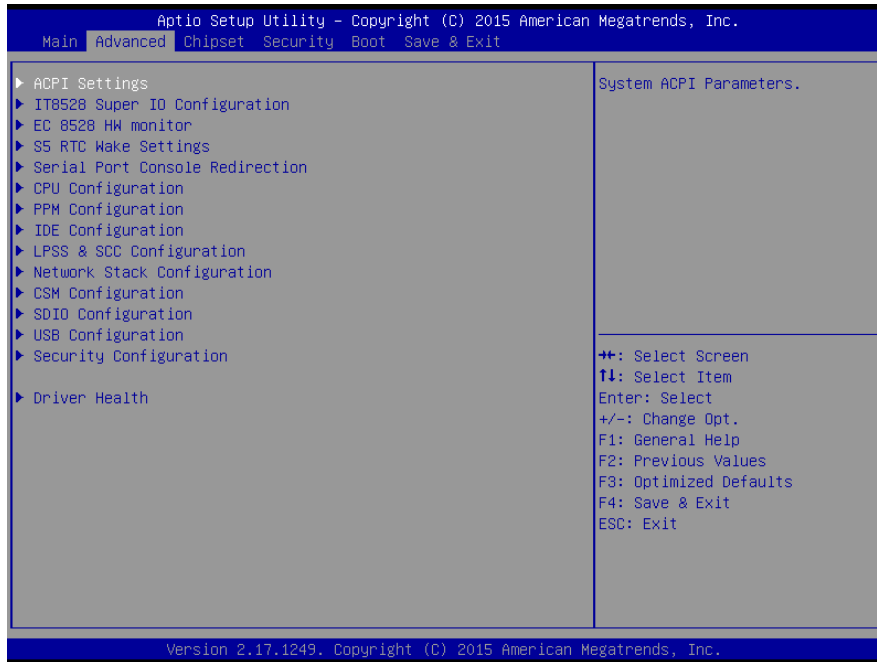 Aptio Setup Utility – Copyright (C) 2015 American Megatrends, Inc.
Main Advanced Chipset Security Boot Save & Exit
ACPI Settings
IT8528 Super IO Configuration
EC 8528 HW monitor
S5 RTC Wake Settings
Serial Port Console Redirection
CPU Configuration
PPM Configuration
IDE Configuration
LPSS & SCC Configuration
Network Stack Configuration
CSM Configuration
SDIO Configuration
USB Configuration
Security Configuration
Driver Health
System ACPI Parameters.
→←: Select Screen
↑↓: Select Item
Enter: Select
+/-: Change Opt.
F1: General Help
F2: Previous Values
F3: Optimized Defaults
F4: Save & Exit
ESC: Exit
Version 2.17.1249. Copyright (C) 2015 American Megatrends, Inc.